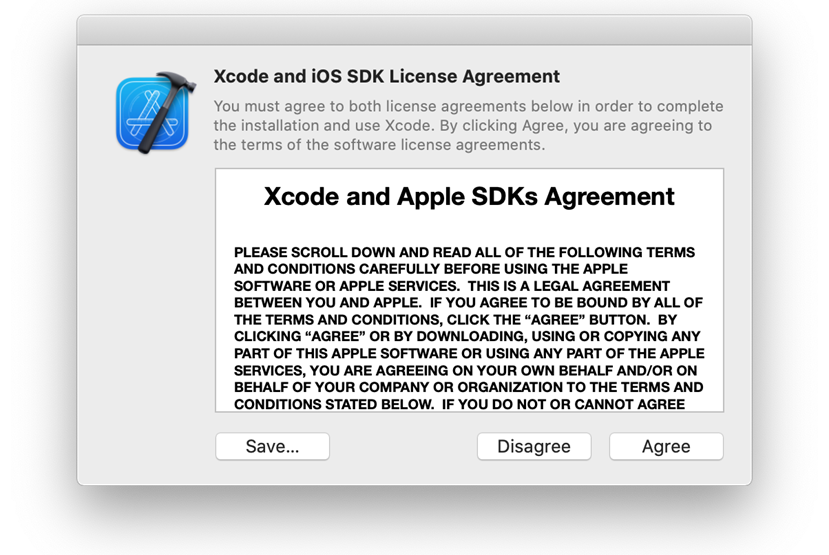 Xcode and iOS SDK License Agreement
You must agree to both license agreements below in order to complete
the installation and use Xcode. By clicking Agree, you are agreeing to
the terms of the software license agreements.
Xcode and Apple SDKs Agreement
PLEASE SCROLL DOWN AND READ ALL OF THE FOLLOWING TERMS
AND CONDITIONS CAREFULLY BEFORE USING THE APPLE
SOFTWARE OR APPLE SERVICES.  THIS IS A LEGAL AGREEMENT
BETWEEN YOU AND APPLE.  IF YOU AGREE TO BE BOUND BY ALL OF
THE TERMS AND CONDITIONS, CLICK THE “AGREE” BUTTON.  BY
CLICKING “AGREE” OR BY DOWNLOADING, USING OR COPYING ANY
PART OF THIS APPLE SOFTWARE OR USING ANY PART OF THE APPLE
SERVICES, YOU ARE AGREEING ON YOUR OWN BEHALF AND/OR ON
BEHALF OF YOUR COMPANY OR ORGANIZATION TO THE TERMS AND
CONDITIONS STATED BELOW.  IF YOU DO NOT OR CANNOT AGREE
Save... Disagree Agree